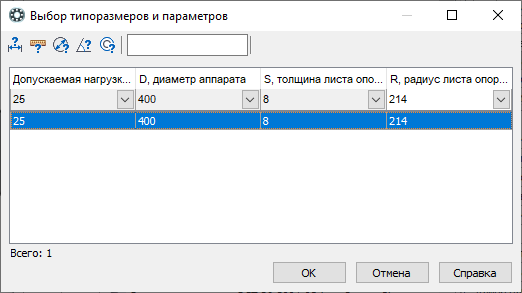 Выбор типоразмеров и параметров
Допускаемая нагрузк... D, диаметр аппарата S, толщина листа опо... R, радиус листа опор...
25 400 8 214
25 400 8 214
Всего: 1
OK Отмена Справка